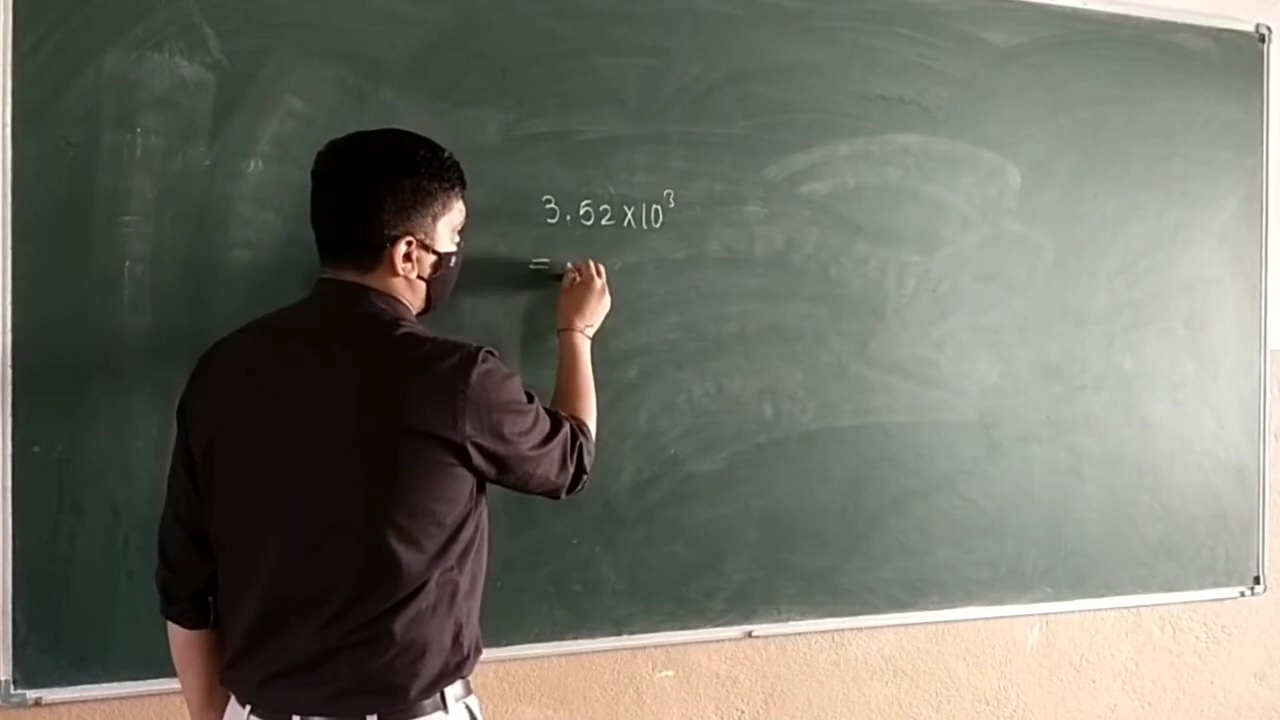 3.52×10³
=